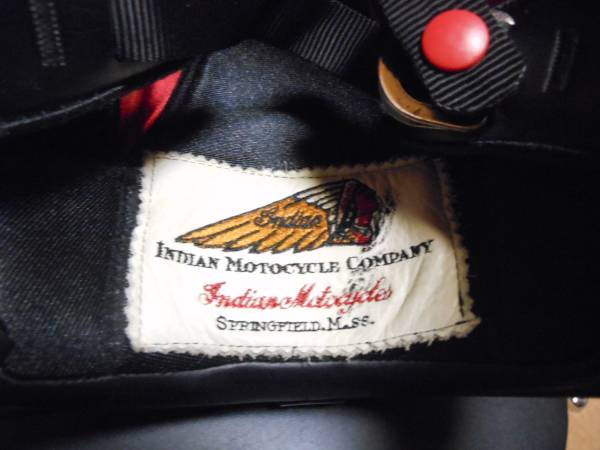 Indian
INDIAN MOTOCYCLE COMPANY
Indian Motocycles
SPRINGFIELD. MASS.